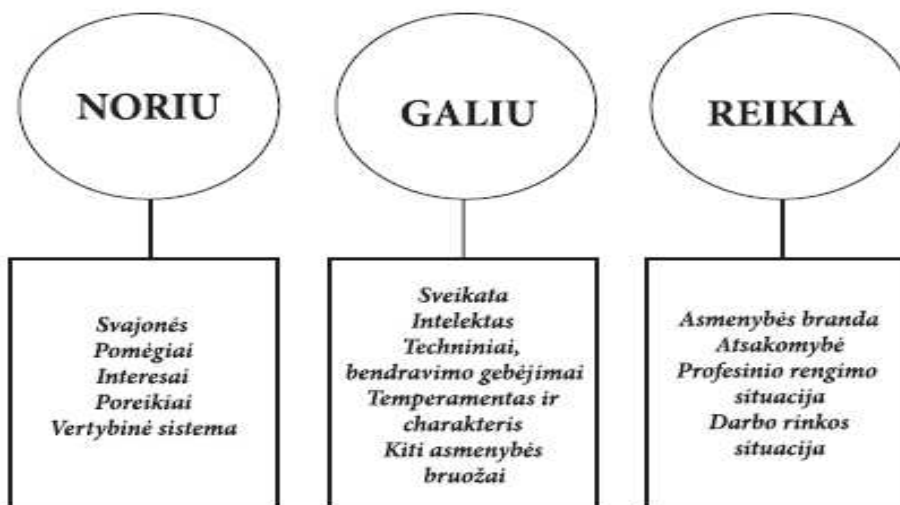 NORIU
Svajonės
Pomėgiai
Interesai
Poreikiai
Vertybinė sistema
GALIU
Sveikata
Intelektas
Techniniai,
bendravimo gebėjimai
Temperamentas ir
charakteris
Kiti asmenybės
bruožai
REIKIA
Asmenybės branda
Atsakomybė
Profesinio rengimo
situacija
Darbo rinkos
situacija